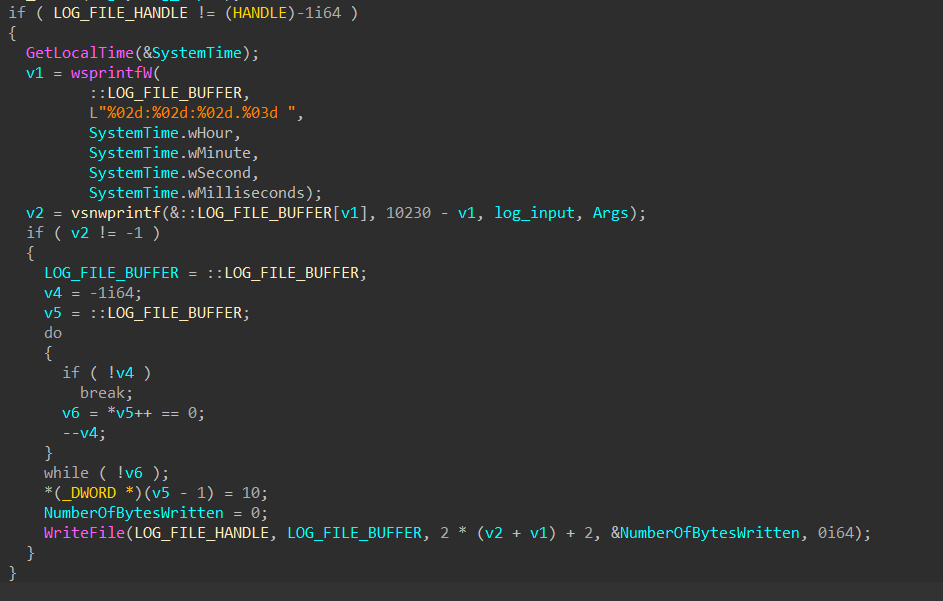 if ( LOG_FILE_HANDLE != (HANDLE)-1i64 )
{
GetLocalTime(&SystemTime);
v1 = wsprintfW(
::LOG_FILE_BUFFER,
L"%02d:%02d:%02d.%03d ",
SystemTime.wHour,
SystemTime.wMinute,
SystemTime.wSecond,
SystemTime.wMilliseconds);
v2 = vsnwprintf(&::LOG_FILE_BUFFER[v1], 10230 - v1, log_input, Args);
if ( v2 != -1 )
{
LOG_FILE_BUFFER = ::LOG_FILE_BUFFER;
v4 = -1i64;
v5 = ::LOG_FILE_BUFFER;
do
{
if ( !v4 )
break;
v6 = *v5++ == 0;
--v4;
}
while ( !v6 );
*(_DWORD *)(v5 - 1) = 10;
NumberOfBytesWritten = 0;
WriteFile(LOG_FILE_HANDLE, LOG_FILE_BUFFER, 2 * (v2 + v1) + 2, &NumberOfBytesWritten, 0i64);
}
}